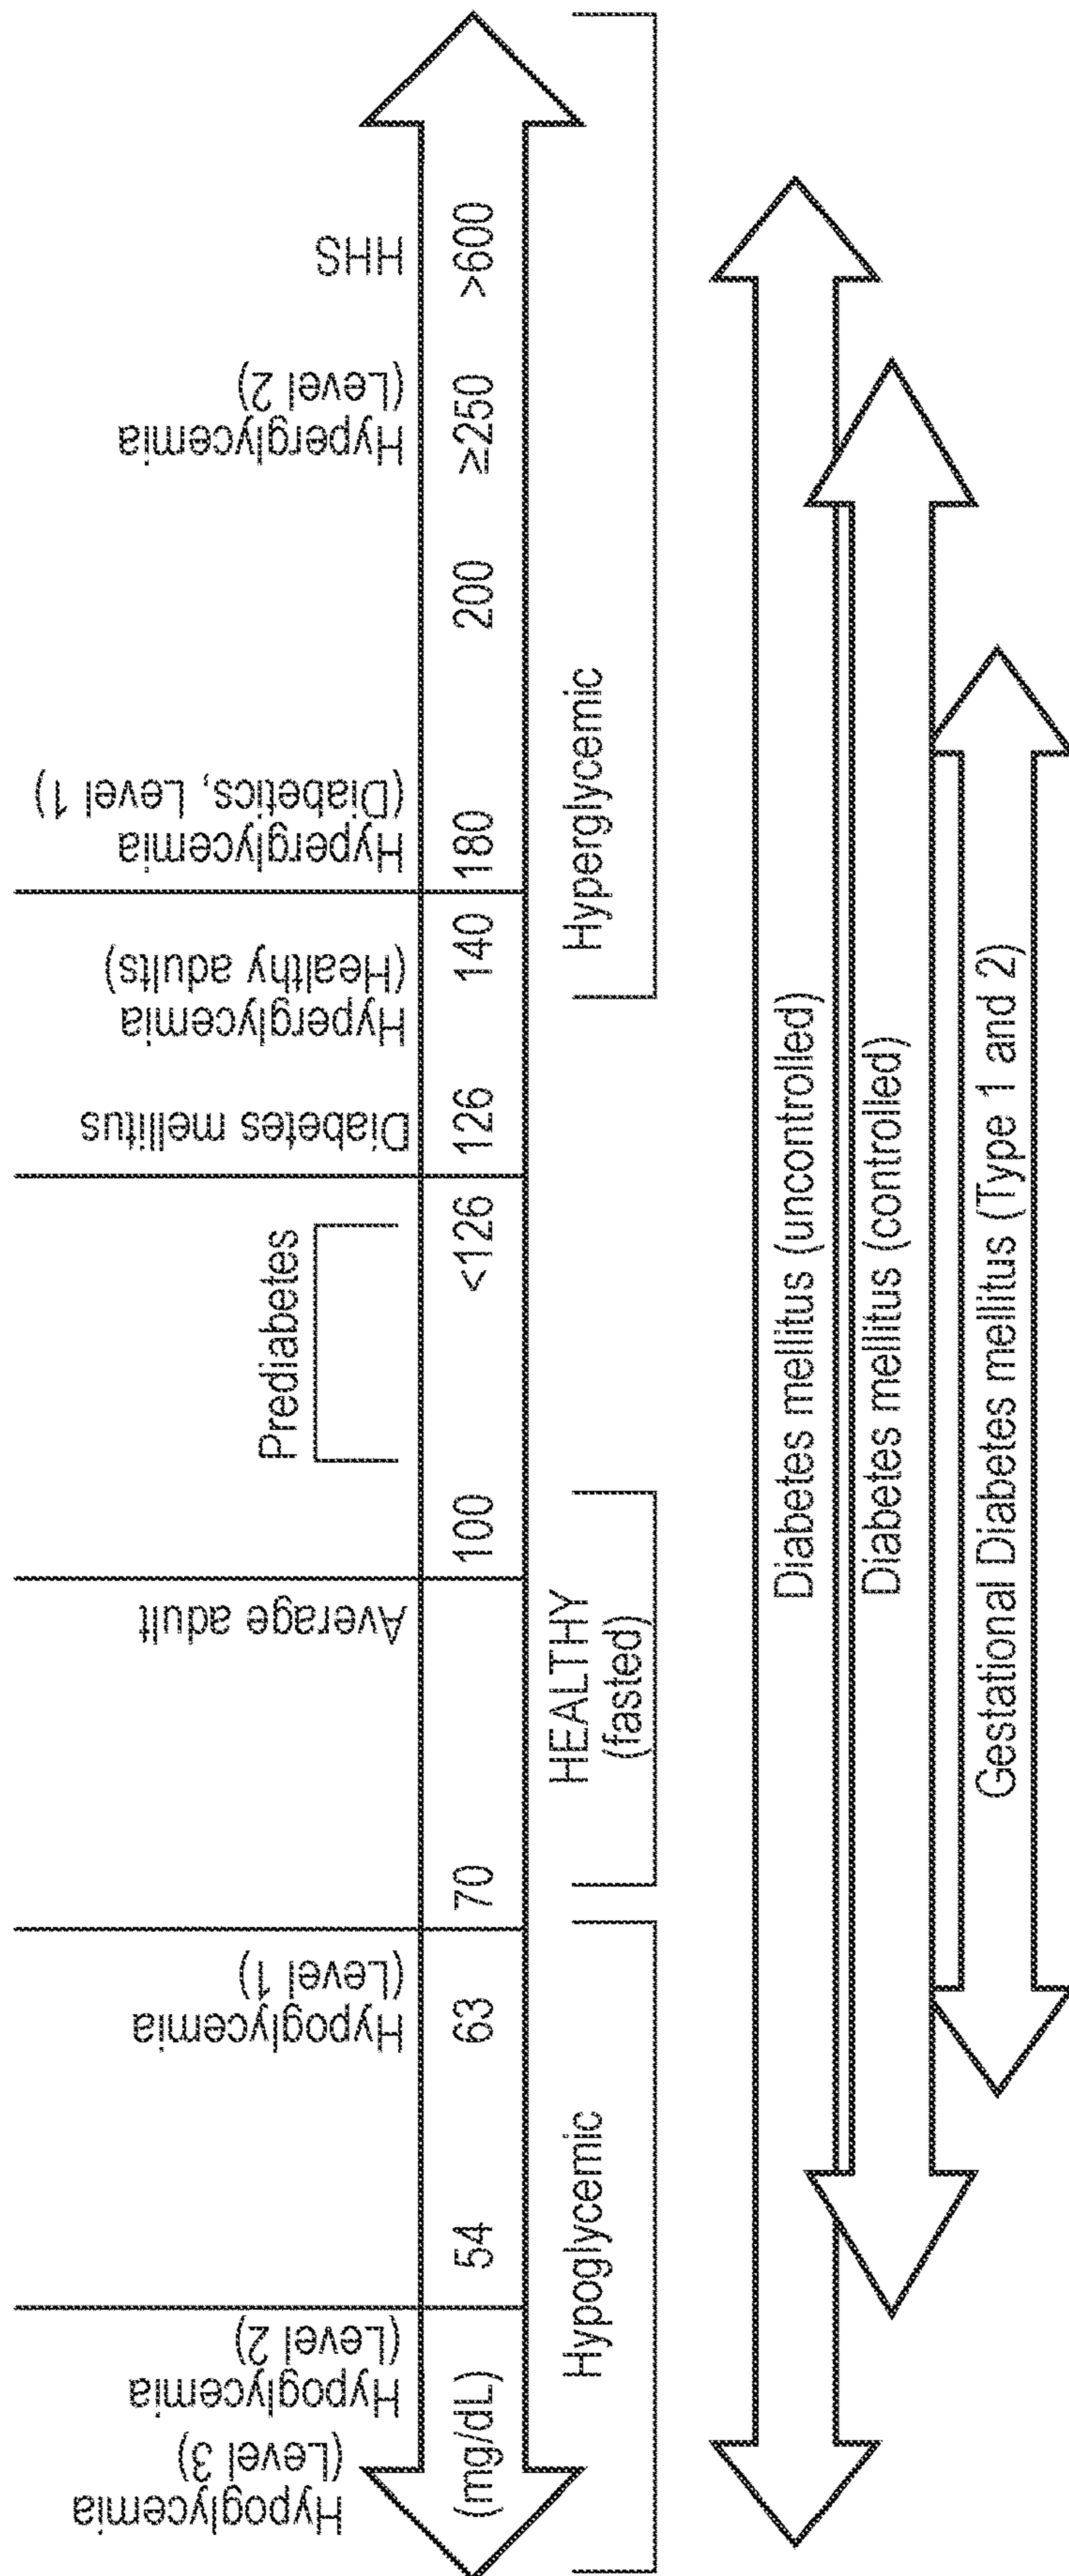 Hypoglycemia
(Level 3)
Hypoglycemia
(Level 2)
Hypoglycemia
(Level 1)
Average adult
Prediabetes
Diabetes mellitus
Hyperglycemia
(Healthy adults)
Hyperglycemia
(Diabetics, Level 1)
Hyperglycemia
(Level 2)
HHS
(mg/dL)
54
63
70
100
<126
126
140
180
200
≥250
>600
Hypoglycemic
HEALTHY
(fasted)
Hyperglycemic
Diabetes mellitus (uncontrolled)
Diabetes mellitus (controlled)
Gestational Diabetes mellitus (Type 1 and 2)